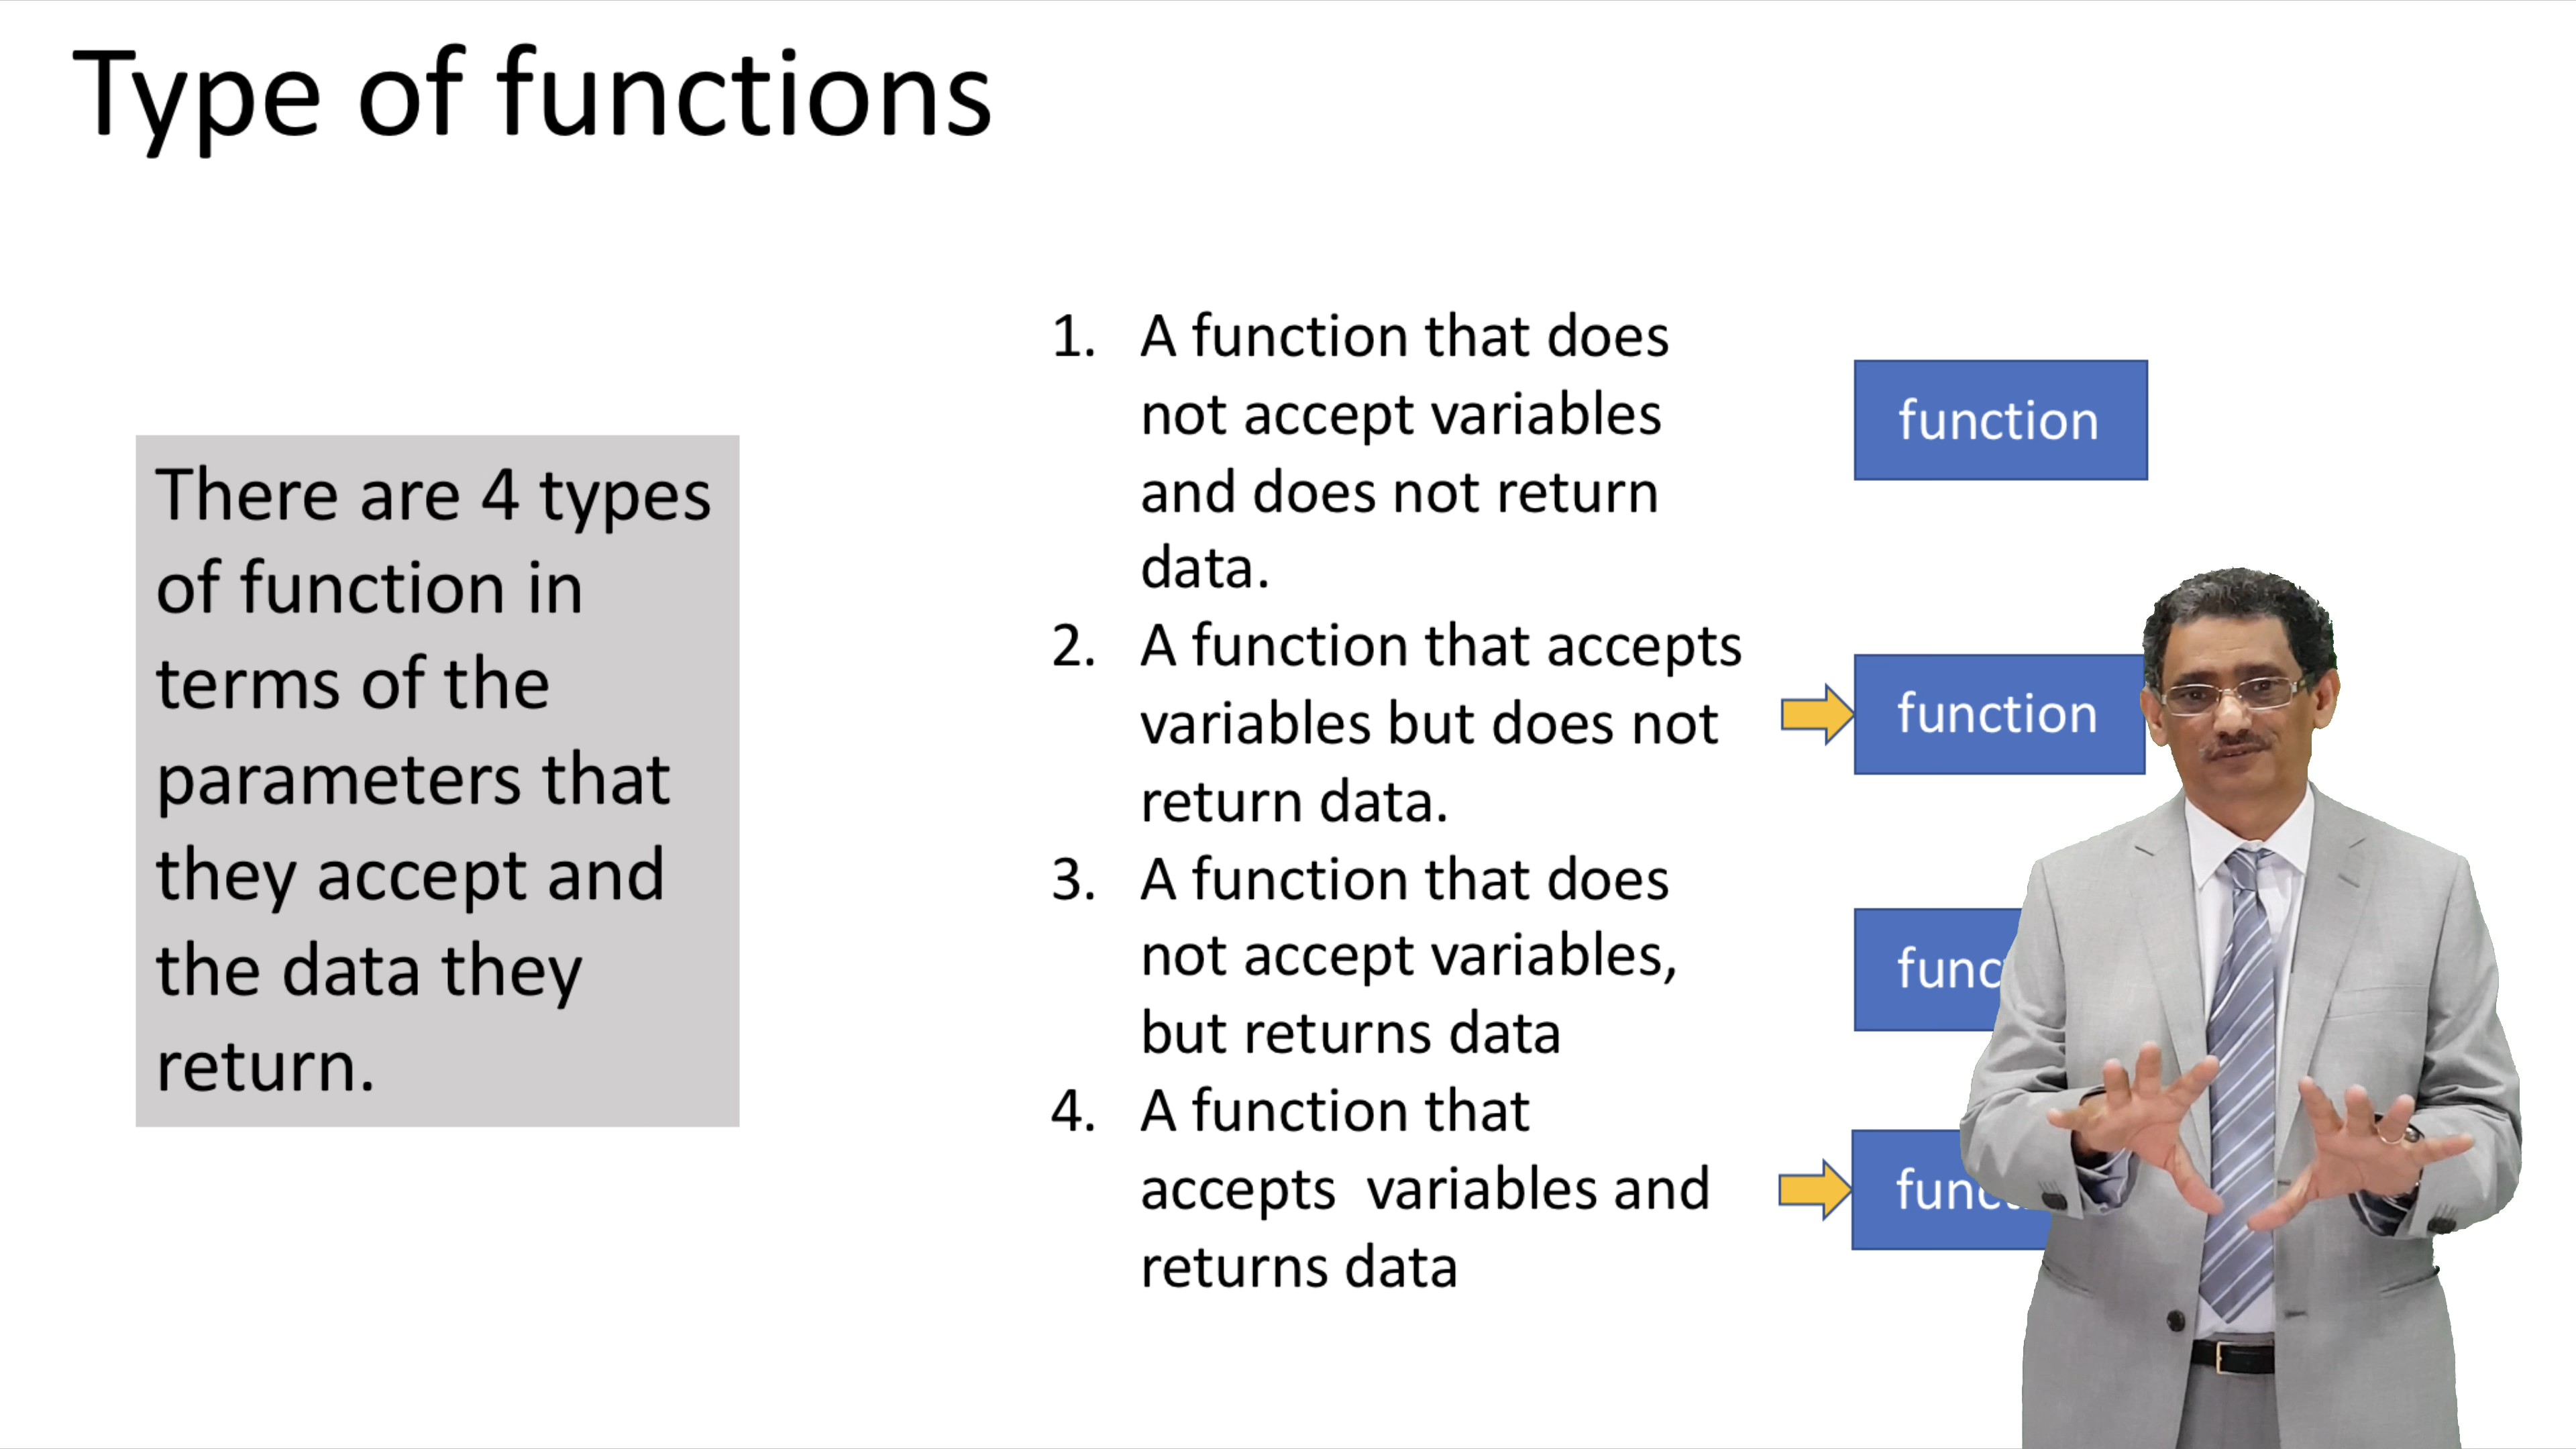 Type of functions
There are 4 types
of function in
terms of the
parameters that
they accept and
the data they
return.
1. A function that does
not accept variables
and does not return
data.
2. A function that accepts
variables but does not
return data.
3. A function that does
not accept variables,
but returns data
4. A function that
accepts  variables and
returns data
function
function